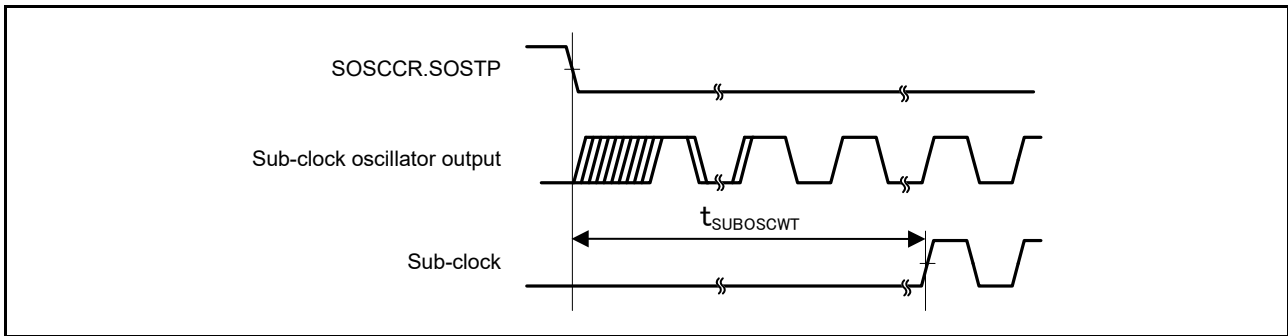 SOSCCR.SOSTP
Sub-clock oscillator output
tSUBOSCWT
Sub-clock